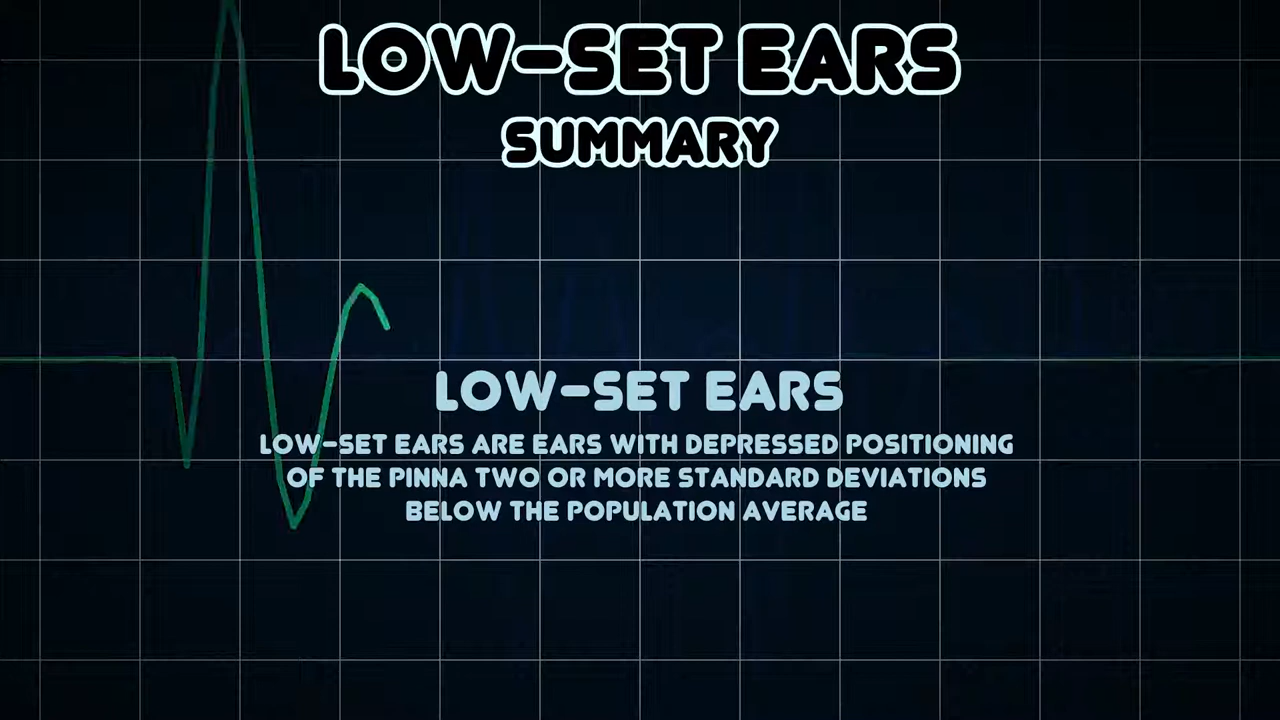 LOW-SET EARS
SUMMARY
LOW-SET EARS
LOW-SET EARS ARE EARS WITH DEPRESSED POSITIONING
OF THE PINNA TWO OR MORE STANDARD DEVIATIONS
BELOW THE POPULATION AVERAGE